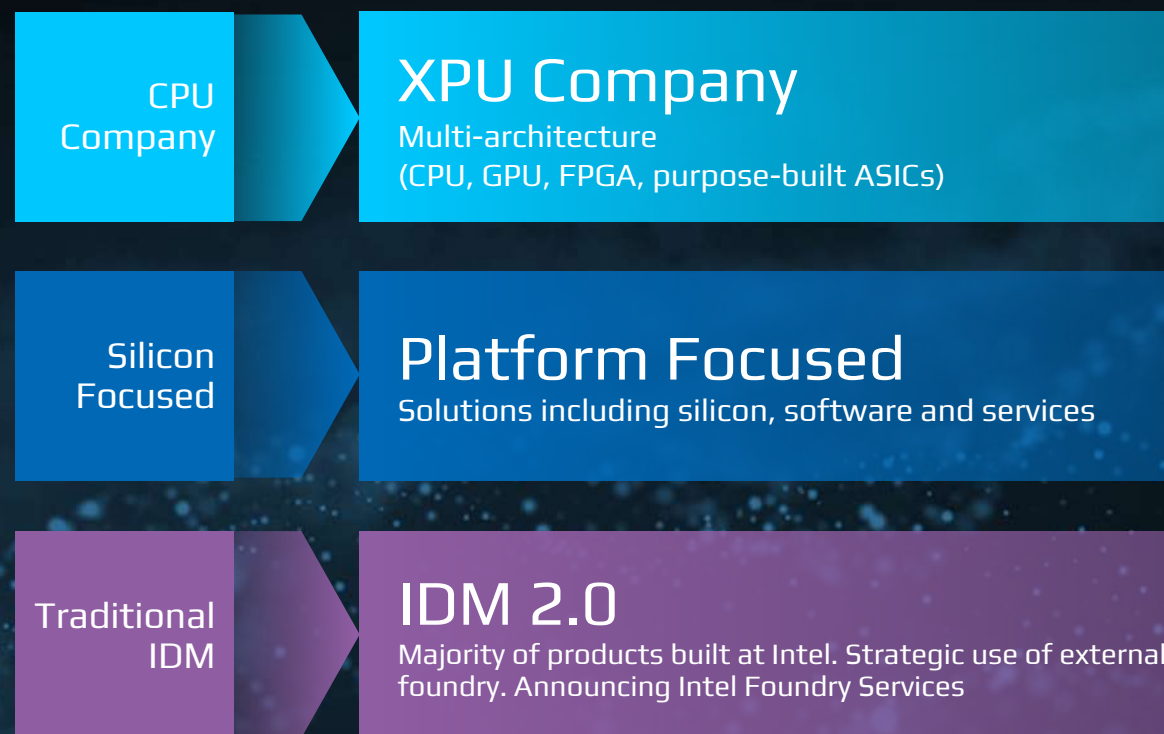 CPU
Company
XPU Company
Multi-architecture
(CPU, GPU, FPGA, purpose-built ASICs)
Silicon
Focused
Platform Focused
Solutions including silicon, software and services
Traditional
IDM
IDM 2.0
Majority of products built at Intel. Strategic use of external
foundry. Announcing Intel Foundry Services